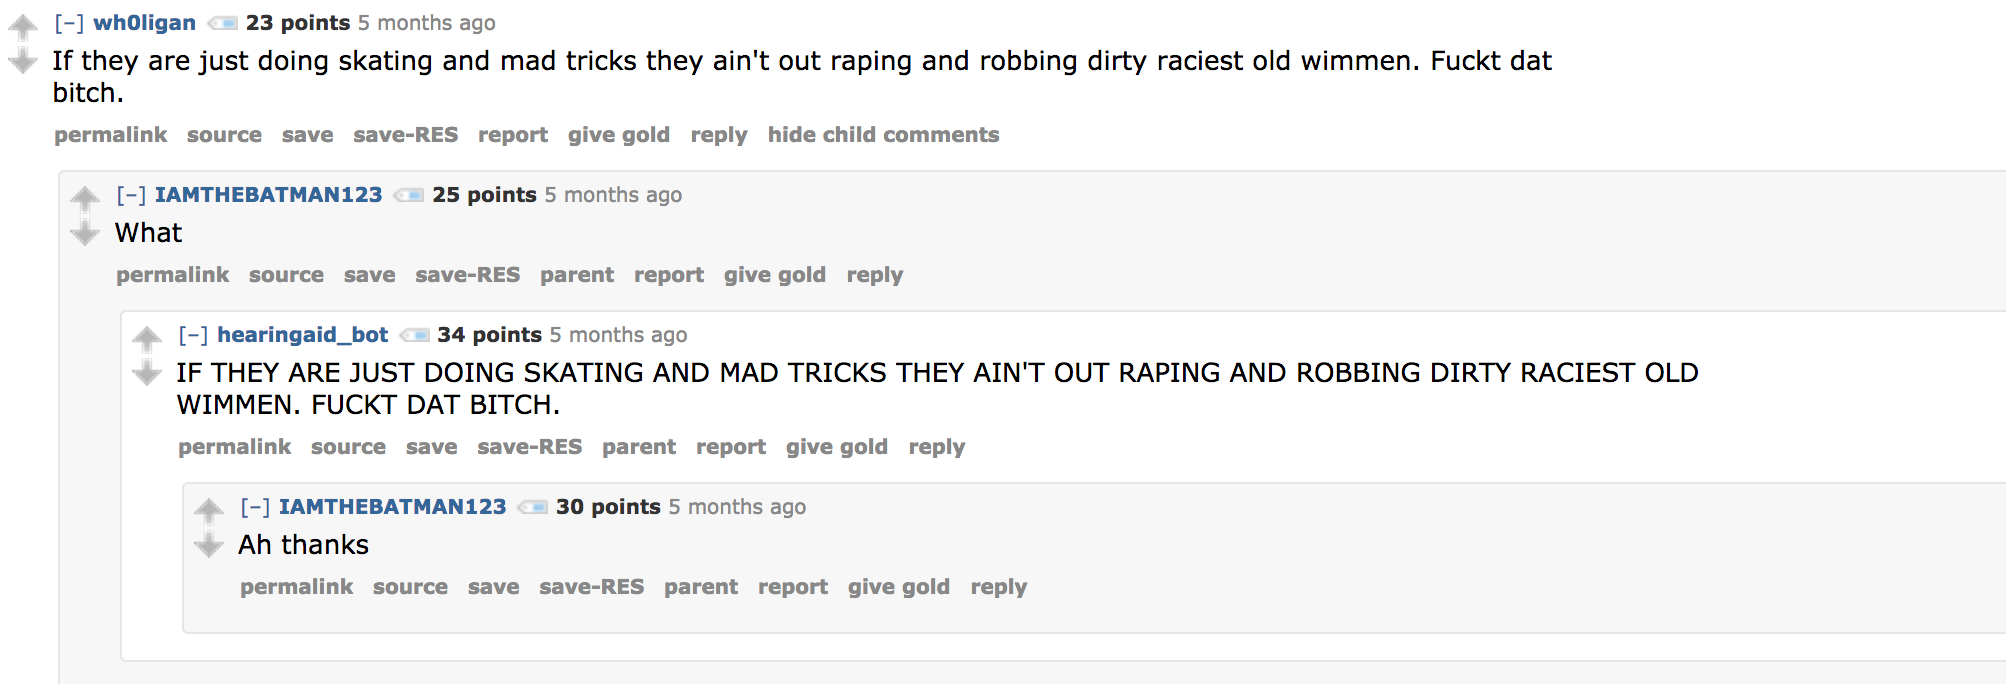 [–] wh0ligan 23 points 5 months ago
If they are just doing skating and mad tricks they ain't out raping and robbing dirty raciest old wimmen. Fuckt dat
bitch.
permalink source save save-RES report give gold reply hide child comments
[–] IAMTHEBATMAN123 25 points 5 months ago
What
permalink source save save-RES parent report give gold reply
[–] hearingaid_bot 34 points 5 months ago
IF THEY ARE JUST DOING SKATING AND MAD TRICKS THEY AIN'T OUT RAPING AND ROBBING DIRTY RACIEST OLD
WIMMEN. FUCKT DAT BITCH.
permalink source save save-RES parent report give gold reply
[–] IAMTHEBATMAN123 30 points 5 months ago
Ah thanks
permalink source save save-RES parent report give gold reply